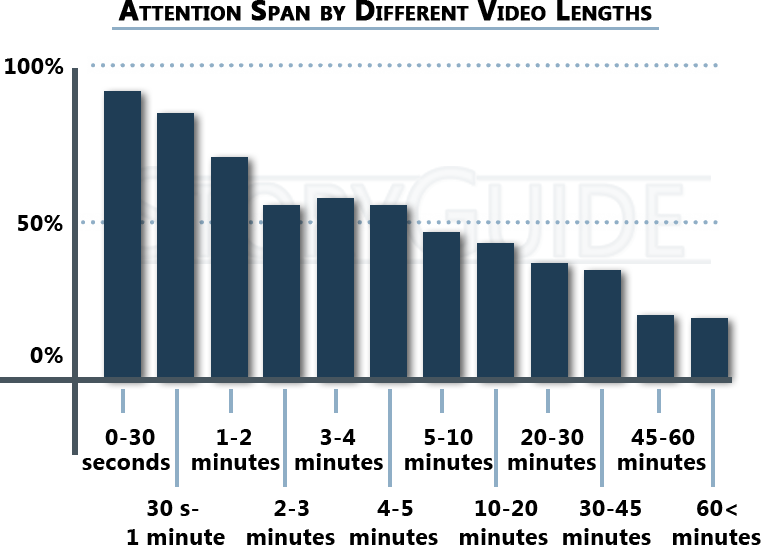 Attention Span by Different Video Lengths
100%
50%
0%
StoryGuide
0-30
seconds
1-2
minutes
3-4
minutes
5-10
minutes
20-30
minutes
45-60
minutes
30 s-
1 minute
2-3
minutes
4-5
minutes
10-20
minutes
30-45
minutes
60<
minutes